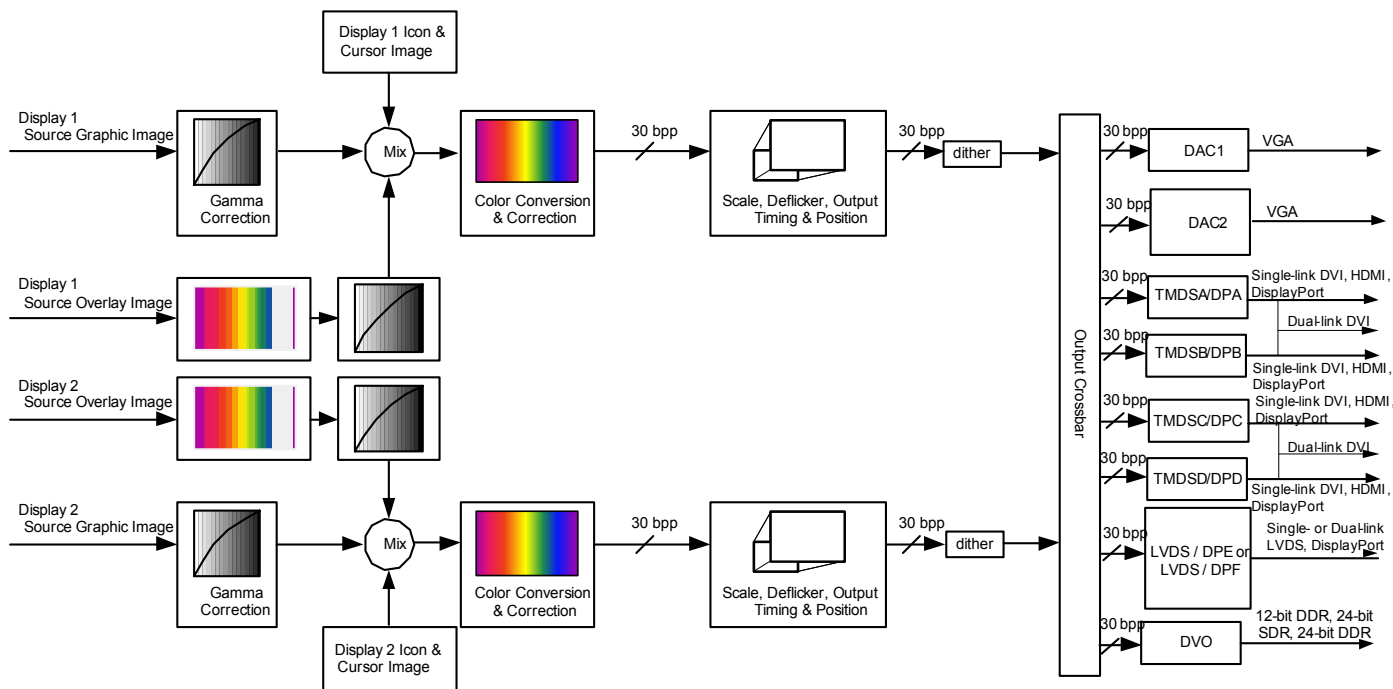 Display 1 Icon &
Cursor Image
Display 1
Source Graphic Image
Gamma
Correction
Mix
Color Conversion
& Correction
30 bpp
Scale, Deflicker, Output
Timing & Position
30 bpp
dither
Display 1
Source Overlay Image
Display 2
Source Overlay Image
Display 2
Source Graphic Image
Gamma
Correction
Mix
Color Conversion
& Correction
30 bpp
Scale, Deflicker, Output
Timing & Position
30 bpp
dither
Display 2 Icon &
Cursor Image
Output Crossbar
30 bpp
DAC1
VGA
30 bpp
DAC2
VGA
30 bpp
TMDSA/DPA
Single-link DVI, HDMI,
DisplayPort
Dual-link DVI
30 bpp
TMDSB/DPB
Single-link DVI, HDMI,
DisplayPort
30 bpp
TMDSC/DPC
Single-link DVI, HDMI,
DisplayPort
Dual-link DVI
30 bpp
TMDSD/DPD
Single-link DVI, HDMI,
DisplayPort
30 bpp
LVDS / DPE or
LVDS / DPF
Single- or Dual-link
LVDS, DisplayPort
30 bpp
DVO
12-bit DDR, 24-bit
SDR, 24-bit DDR